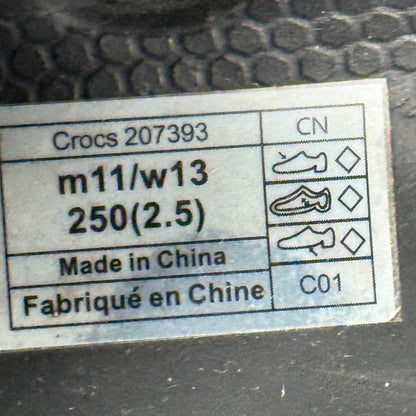 Crocs 207393
CN
m11/w13
250(2.5)
Made in China
Fabriqué en Chine
C01